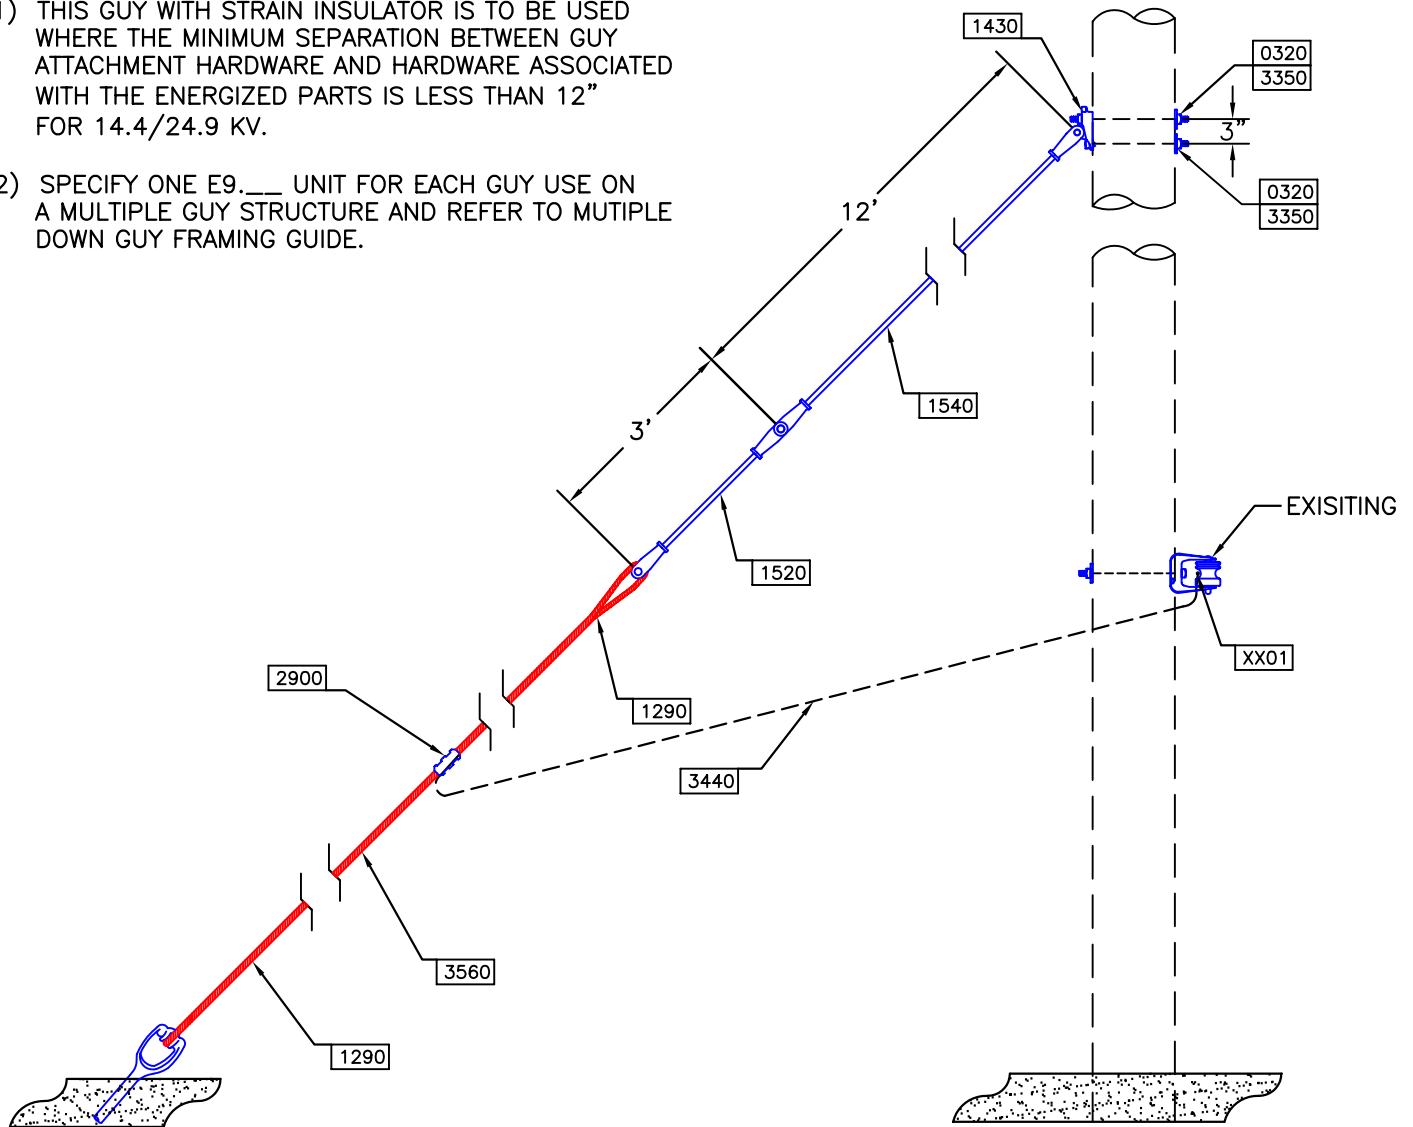 1) THIS GUY WITH STRAIN INSULATOR IS TO BE USED
WHERE THE MINIMUM SEPARATION BETWEEN GUY
ATTACHMENT HARDWARE AND HARDWARE ASSOCIATED
WITH THE ENERGIZED PARTS IS LESS THAN 12"
FOR 14.4/24.9 KV.
2) SPECIFY ONE E9.__ UNIT FOR EACH GUY USE ON
A MULTIPLE GUY STRUCTURE AND REFER TO MUTIPLE
DOWN GUY FRAMING GUIDE.
1430
0320
3350
3"
0320
3350
12'
1540
3'
EXISITING
1520
XX01
2900
1290
3440
3560
1290